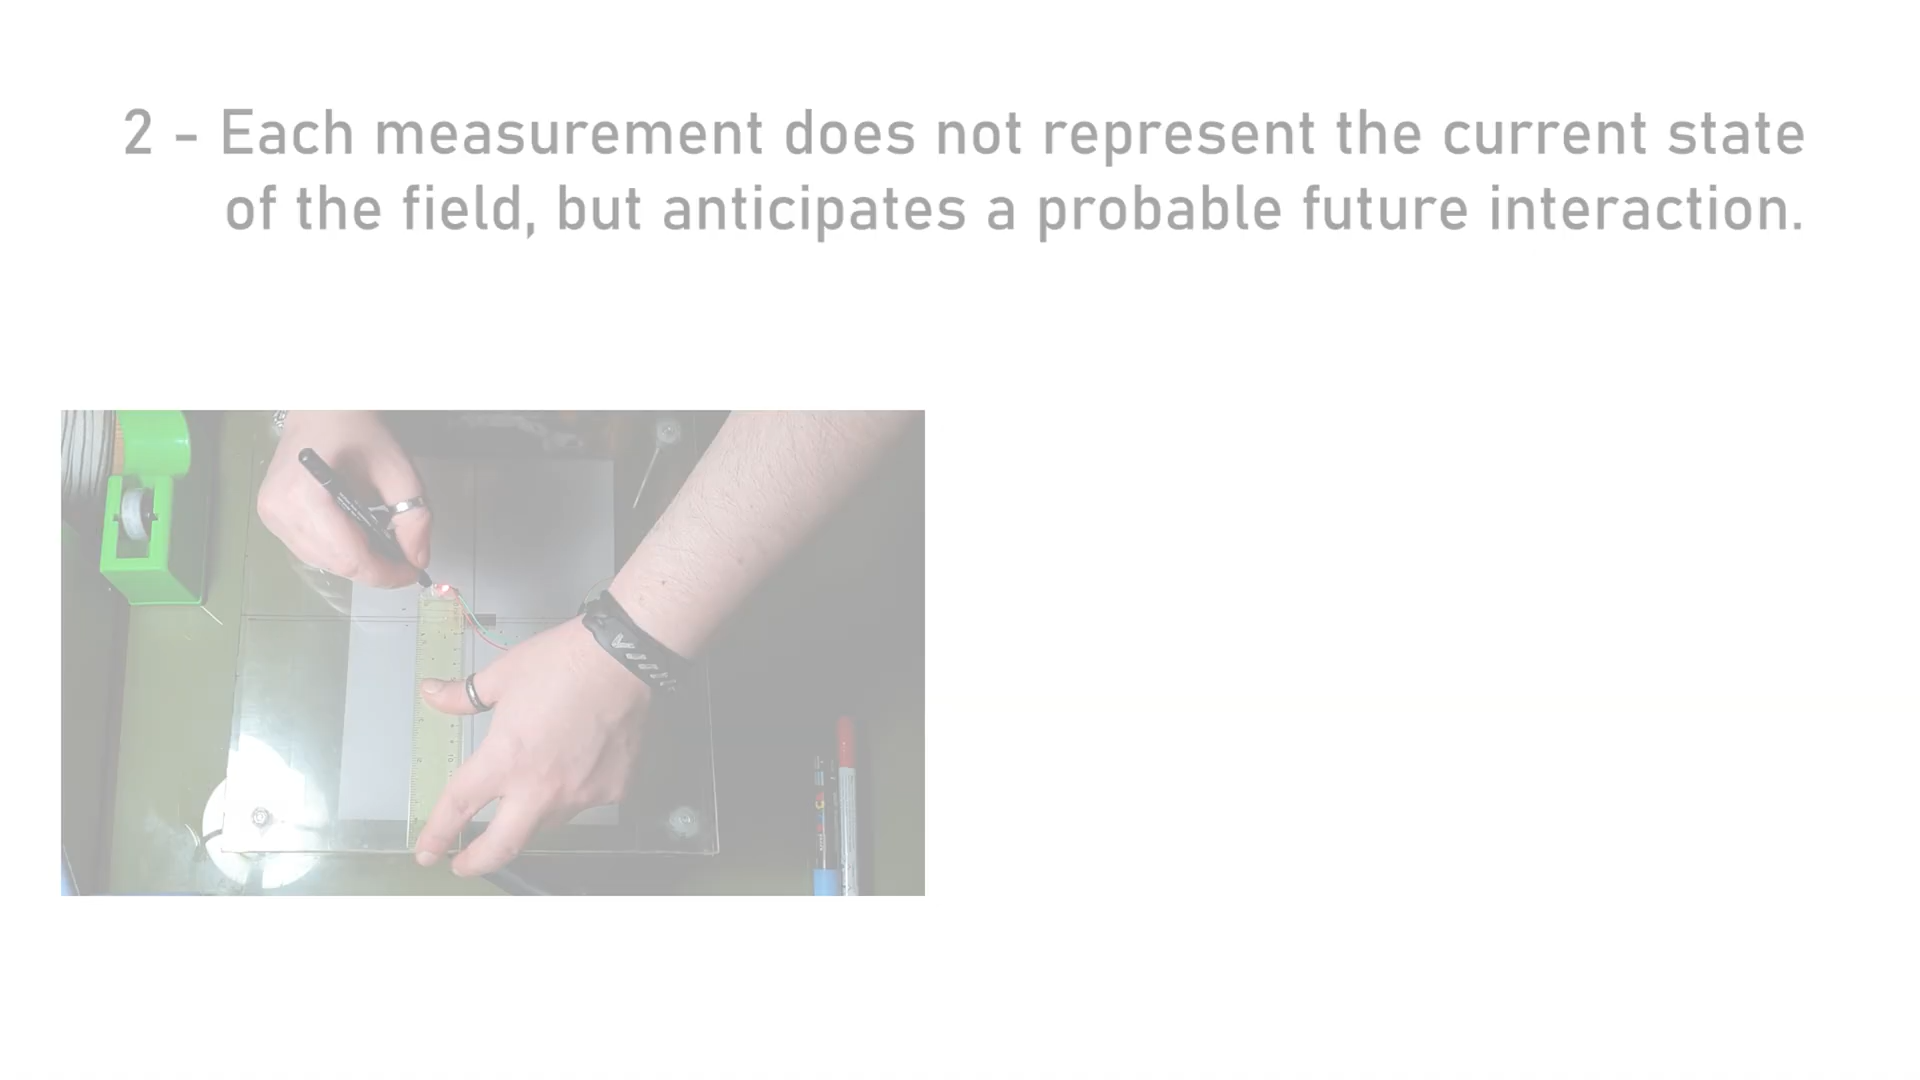 2 - Each measurement does not represent the current state
of the field, but anticipates a probable future interaction.